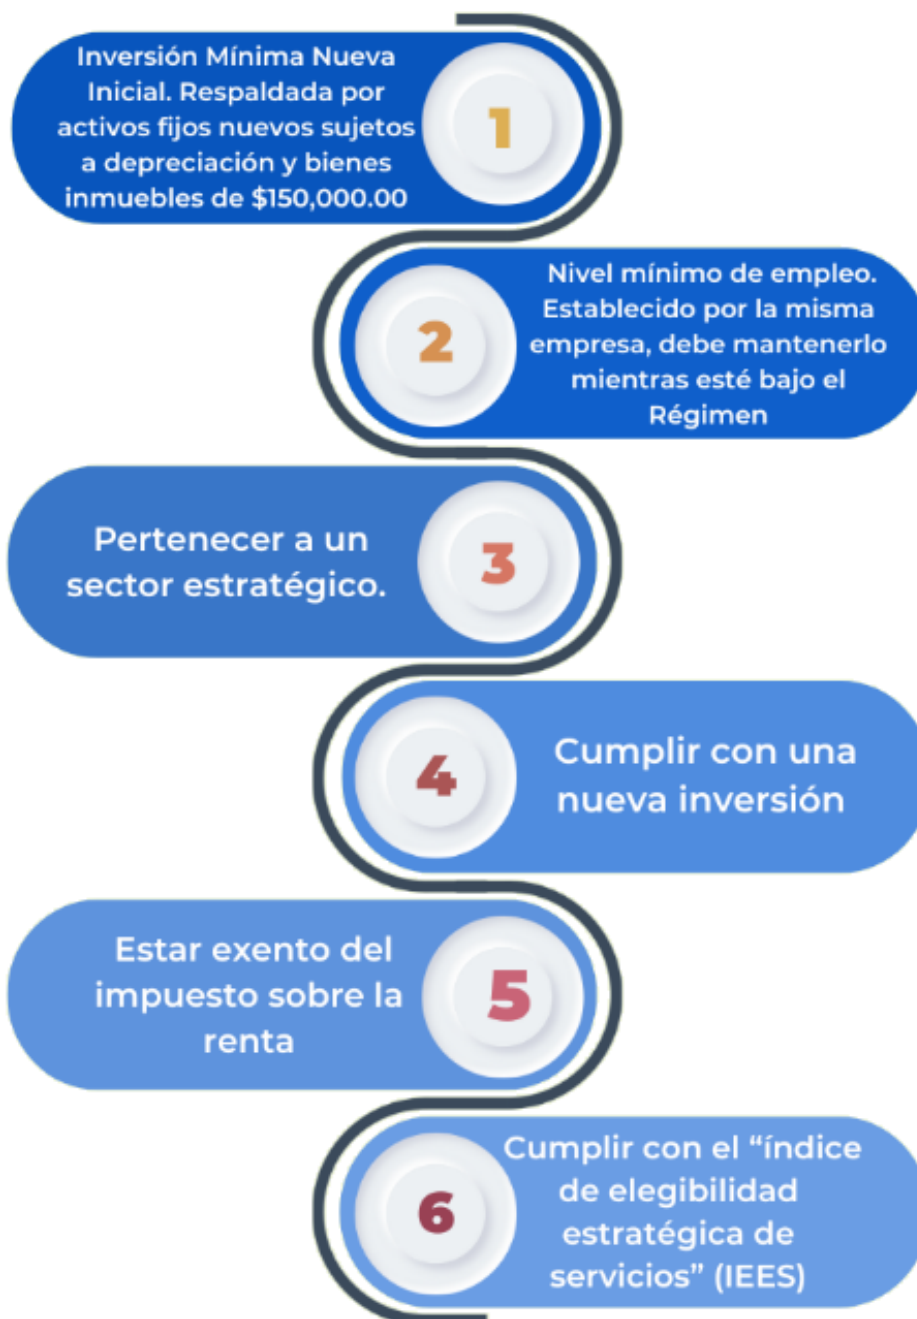 Inversión Mínima Nueva
Inicial. Respaldada por
activos fijos nuevos sujetos
a depreciación y bienes
inmuebles de $150,000.00
1
2
Nivel mínimo de empleo.
Establecido por la misma
empresa, debe mantenerlo
mientras esté bajo el
Régimen
Pertenecer a un
sector estratégico.
3
4
Cumplir con una
nueva inversión
Estar exento del
impuesto sobre la
renta
5
6
Cumplir con el “índice
de elegibilidad
estratégica de
servicios” (IEES)